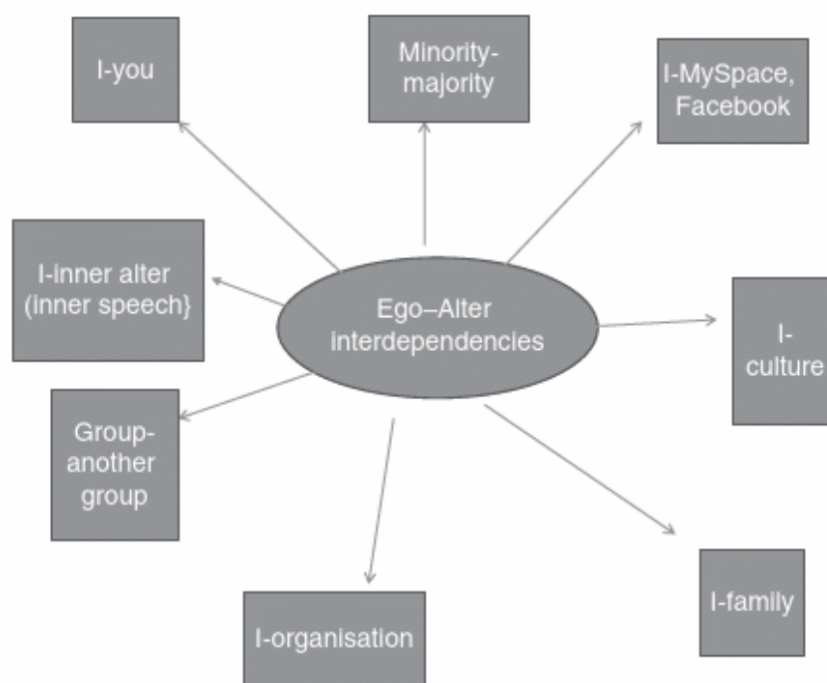 I-you
Minority-
majority
I-MySpace,
Facebook
I-inner alter
(inner speech}
Ego–Alter
interdependencies
I-
culture
Group-
another
group
I-family
I-organisation